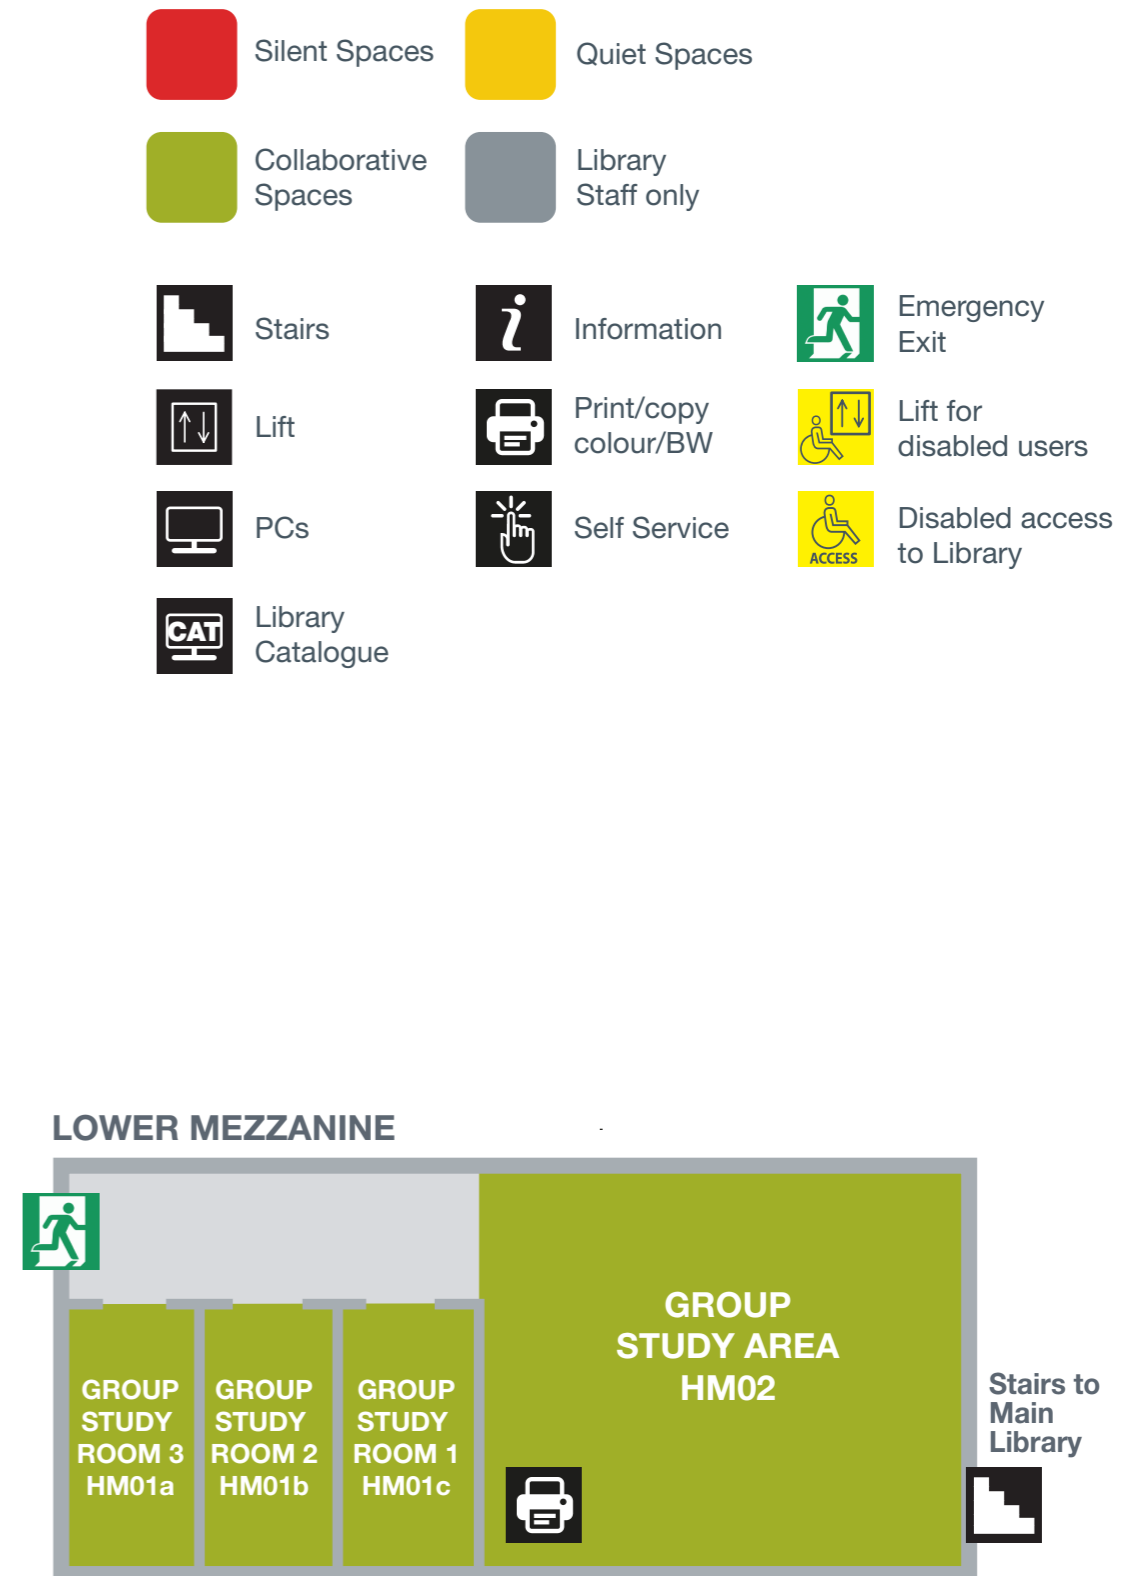 Silent Spaces
Quiet Spaces
Collaborative
Spaces
Library
Staff only
Stairs
Information
Emergency
Exit
Lift
Print/copy
colour/BW
Lift for
disabled users
PCs
Self Service
ACCESS
Disabled access
to Library
CAT
Library
Catalogue
LOWER MEZZANINE
GROUP
STUDY AREA
HM02
GROUP
STUDY
ROOM 3
HM01a
GROUP
STUDY
ROOM 2
HM01b
GROUP
STUDY
ROOM 1
HM01c
Stairs to
Main
Library